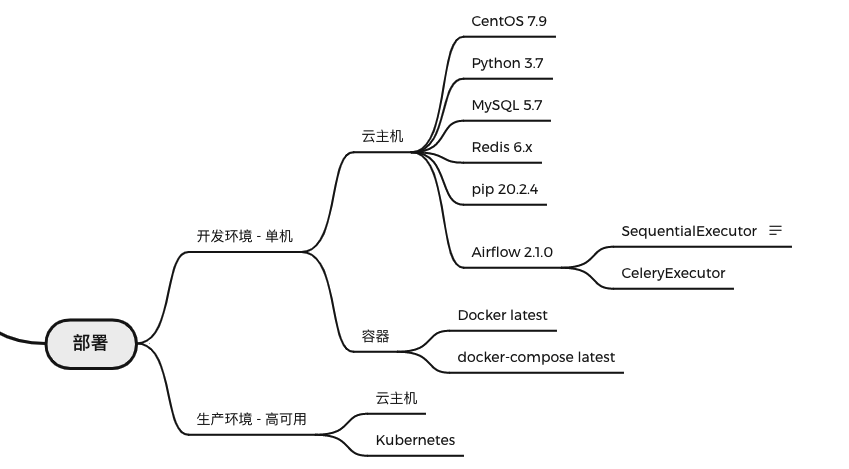 部署
开发环境 - 单机
云主机
CentOS 7.9
Python 3.7
MySQL 5.7
Redis 6.x
pip 20.2.4
Airflow 2.1.0
SequentialExecutor
CeleryExecutor
容器
Docker latest
docker-compose latest
生产环境 - 高可用
云主机
Kubernetes